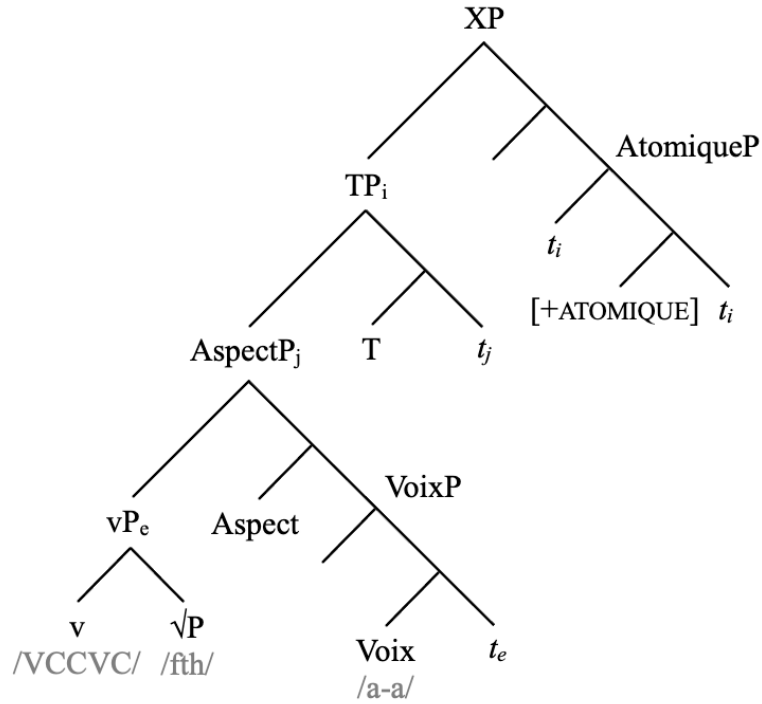 XP
AtomiqueP
TPi
ti
[+ATOMIQUE] ti
AspectPj T tj
VoixP
vPe Aspect
v √P Voix te
/VCCVC/ /fth/ /a-a/